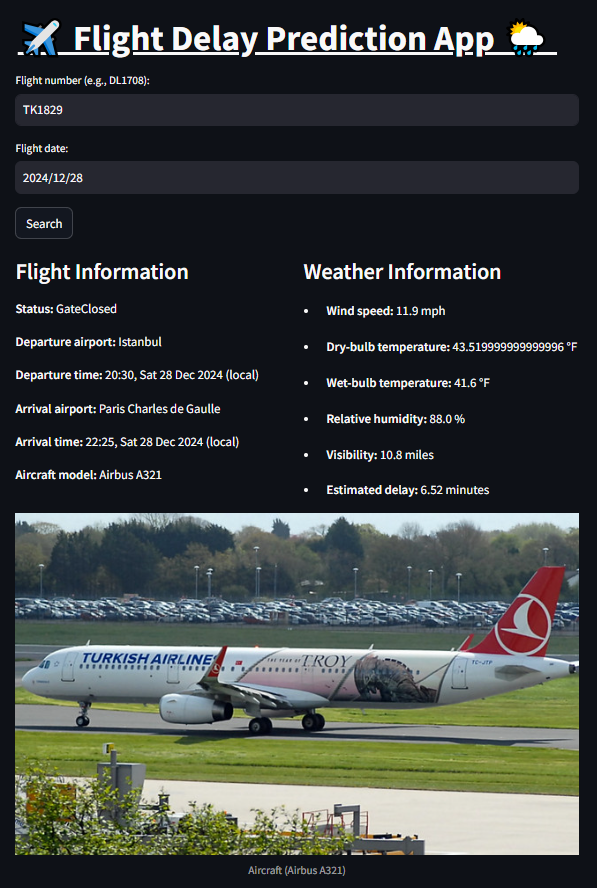 ✈️ Flight Delay Prediction App 🌦️
Flight number (e.g., DL1708):
TK1829
Flight date:
2024/12/28
Search
Flight Information
Status: GateClosed
Departure airport: Istanbul
Departure time: 20:30, Sat 28 Dec 2024 (local)
Arrival airport: Paris Charles de Gaulle
Arrival time: 22:25, Sat 28 Dec 2024 (local)
Aircraft model: Airbus A321
Weather Information
• Wind speed: 11.9 mph
• Dry-bulb temperature: 43.519999999999996 °F
• Wet-bulb temperature: 41.6 °F
• Relative humidity: 88.0 %
• Visibility: 10.8 miles
• Estimated delay: 6.52 minutes
TURKISH AIRLINE
THE YEAR OF TROY
TC-JTP
Aircraft (Airbus A321)